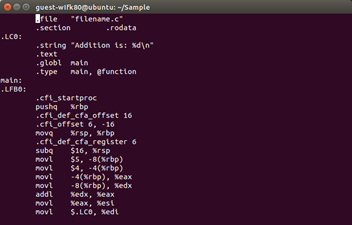 guest-wifk80@ubuntu: ~/Sample
.file "filename.c"
.section .rodata
.LC0:
.string "Addition is: %d\n"
.text
.globl main
.type main, @function
main:
.LFB0:
.cfi_startproc
pushq %rbp
.cfi_def_cfa_offset 16
.cfi_offset 6, -16
movq %rsp, %rbp
.cfi_def_cfa_register 6
subq $16, %rsp
movl $5, -8(%rbp)
movl $4, -4(%rbp)
movl -4(%rbp), %eax
movl -8(%rbp), %edx
addl %edx, %eax
movl %eax, %esi
movl $.LC0, %edi